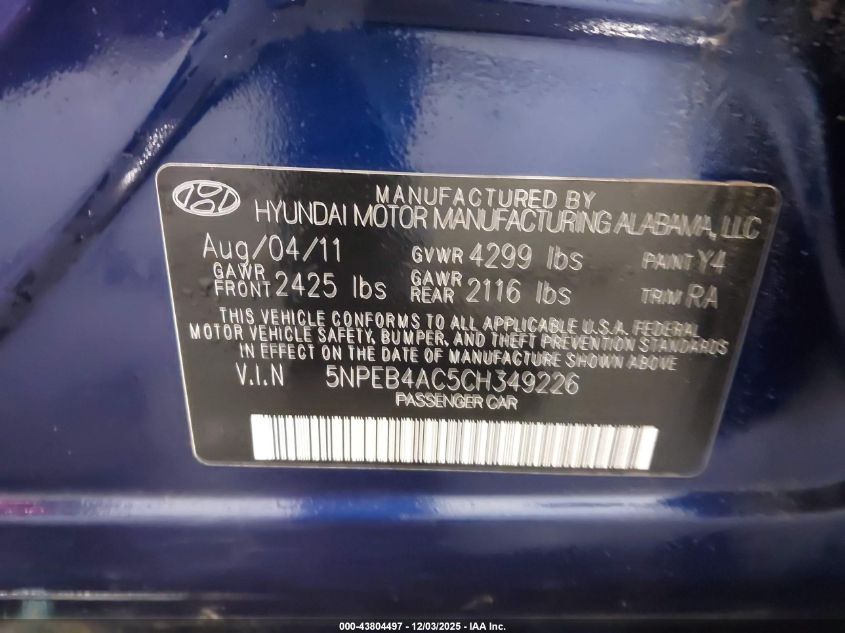 MANUFACTURED BY
HYUNDAI MOTOR MANUFACTURING ALABAMA, LLC
Aug/04/11 GVWR 4299 lbs PAINT Y4
GAWR FRONT 2425 lbs GAWR REAR 2116 lbs TRIM RA
THIS VEHICLE CONFORMS TO ALL APPLICABLE U.S.A. FEDERAL
MOTOR VEHICLE SAFETY, BUMPER, AND THEFT PREVENTION STANDARDS
IN EFFECT ON THE DATE OF MANUFACTURE SHOWN ABOVE
V.I.N 5NPEB4AC5CH349226
PASSENGER CAR
000-43804497 - 12/03/2025 - IAA Inc.